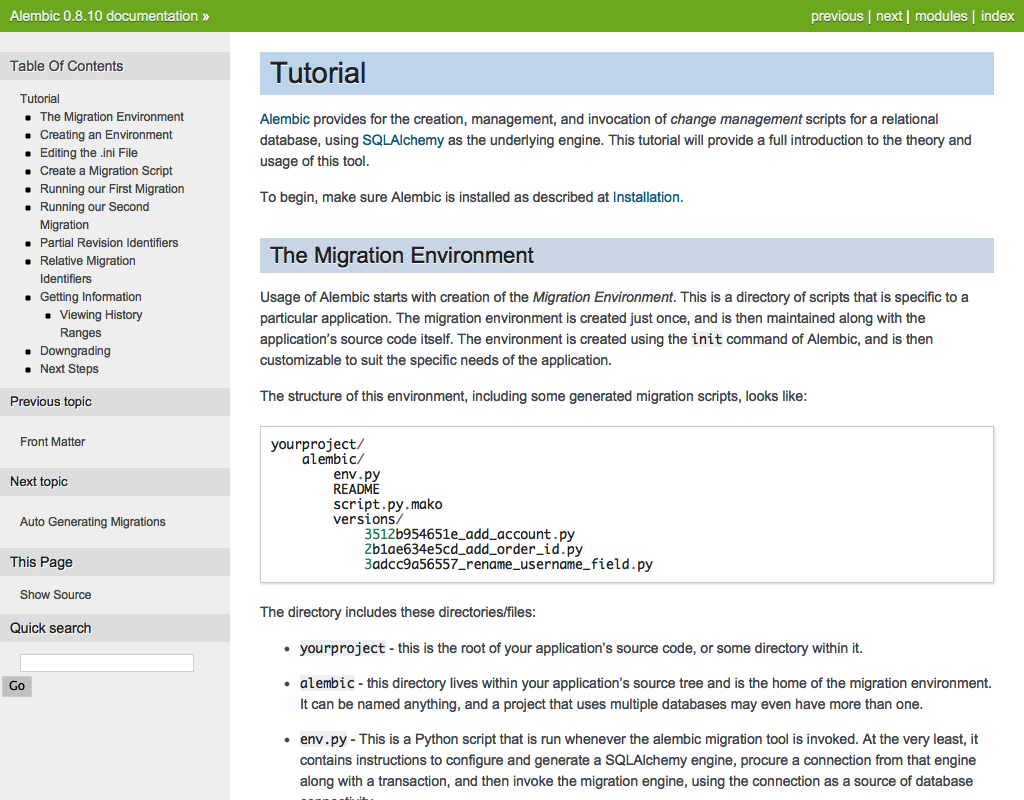 Alembic 0.8.10 documentation »
previous | next | modules | index
Table Of Contents
Tutorial
The Migration Environment
Creating an Environment
Editing the .ini File
Create a Migration Script
Running our First Migration
Running our Second
Migration
Partial Revision Identifiers
Relative Migration
Identifiers
Getting Information
Viewing History
Ranges
Downgrading
Next Steps
Previous topic
Front Matter
Next topic
Auto Generating Migrations
This Page
Show Source
Quick search
Go
Tutorial
Alembic provides for the creation, management, and invocation of change management scripts for a relational
database, using SQLAlchemy as the underlying engine. This tutorial will provide a full introduction to the theory and
usage of this tool.
To begin, make sure Alembic is installed as described at Installation.
The Migration Environment
Usage of Alembic starts with creation of the Migration Environment. This is a directory of scripts that is specific to a
particular application. The migration environment is created just once, and is then maintained along with the
application’s source code itself. The environment is created using the init command of Alembic, and is then
customizable to suit the specific needs of the application.
The structure of this environment, including some generated migration scripts, looks like:
yourproject/
    alembic/
        env.py
        README
        script.py.mako
        versions/
            3512b954651e_add_account.py
            2b1ae634e5cd_add_order_id.py
            3adcc9a56557_rename_username_field.py
The directory includes these directories/files:
• yourproject - this is the root of your application’s source code, or some directory within it.
• alembic - this directory lives within your application’s source tree and is the home of the migration environment.
It can be named anything, and a project that uses multiple databases may even have more than one.
• env.py - This is a Python script that is run whenever the alembic migration tool is invoked. At the very least, it
contains instructions to configure and generate a SQLAlchemy engine, procure a connection from that engine
along with a transaction, and then invoke the migration engine, using the connection as a source of database